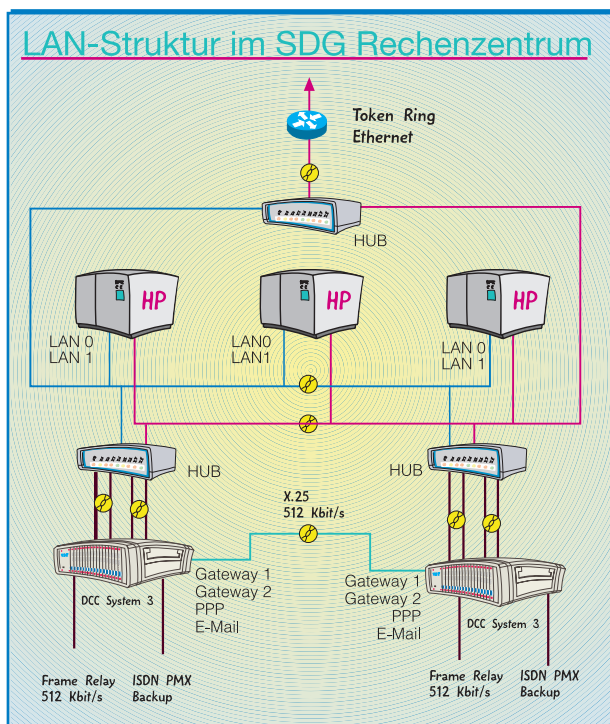 LAN-Struktur im SDG Rechenzentrum
Token Ring
Ethernet
HUB
HP
HP
HP
LAN 0
LAN 1
LAN0
LAN1
LAN 0
LAN 1
HUB
HUB
X.25
512 Kbit/s
Gateway 1
Gateway 2
PPP
E-Mail
Gateway 1
Gateway 2
PPP
E-Mail
DCC System 3
DCC System 3
Frame Relay
512 Kbit/s
ISDN PMX
Backup
Frame Relay
512 Kbit/s
ISDN PMX
Backup